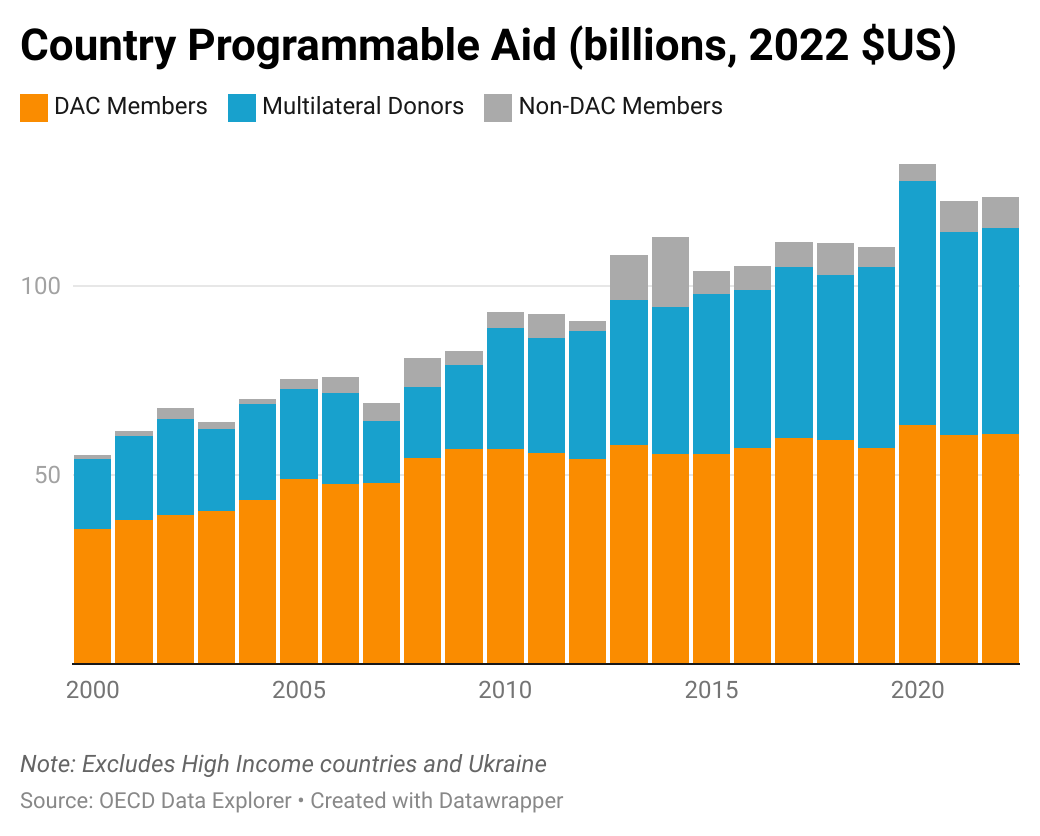 Country Programmable Aid (billions, 2022 $US)
DAC Members Multilateral Donors Non-DAC Members
100
50
2000 2005 2010 2015 2020
Note: Excludes High Income countries and Ukraine
Source: OECD Data Explorer • Created with Datawrapper